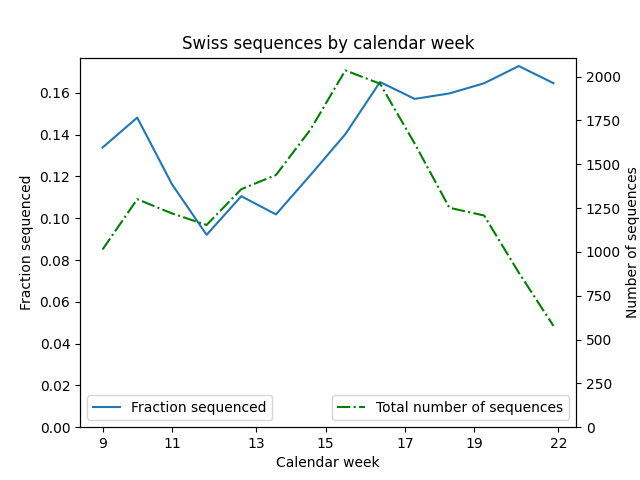 Swiss sequences by calendar week
Fraction sequenced
0.16
0.14
0.12
0.10
0.08
0.06
0.04
0.02
0.00
2000
1750
1500
1250
1000
750
500
250
0
Number of sequences
Fraction sequenced
Total number of sequences
9 11 13 15 17 19 22
Calendar week